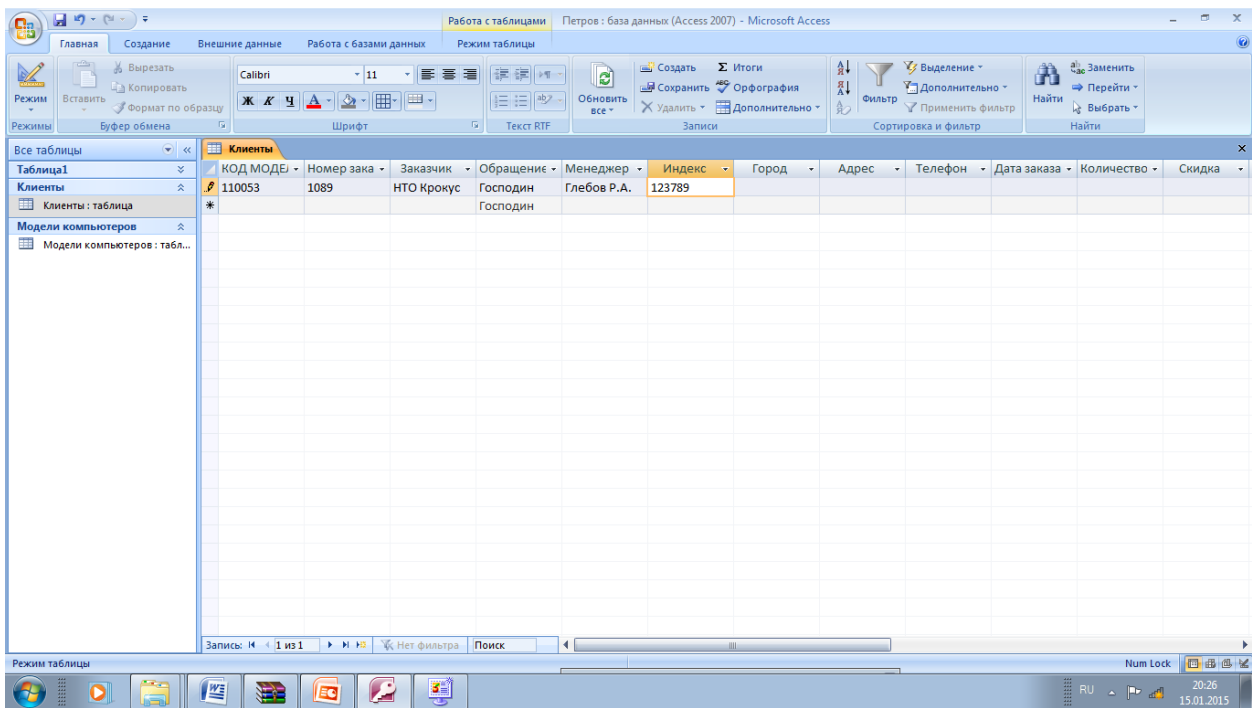 Работа с таблицами Петров : база данных (Access 2007) - Microsoft Access
Главная Создание Внешние данные Работа с базами данных Режим таблицы
Режим
Вставить
Вырезать
Копировать
Формат по образцу
Calibri 11
Ж К Ч А
Обновить все
Создать Σ Итоги
Сохранить Орфография
Удалить Дополнительно
Фильтр
Выделение
Дополнительно
Применить фильтр
Найти
Заменить
Перейти
Выбрать
Режимы Буфер обмена Шрифт Текст RTF Записи Сортировка и фильтр Найти
Все таблицы «
Таблица1
Клиенты
Клиенты : таблица
Модели компьютеров
Модели компьютеров : табл...
Клиенты
КОД МОДЕЛ Номер зака Заказчик Обращение Менеджер Индекс Город Адрес Телефон Дата заказа Количество Скидка
110053 1089 НТО Крокус Господин Глебов Р.А. 123789
* Господин
Запись: 1 из 1 Нет фильтра Поиск
Режим таблицы Num Lock
RU 20:26
15.01.2015